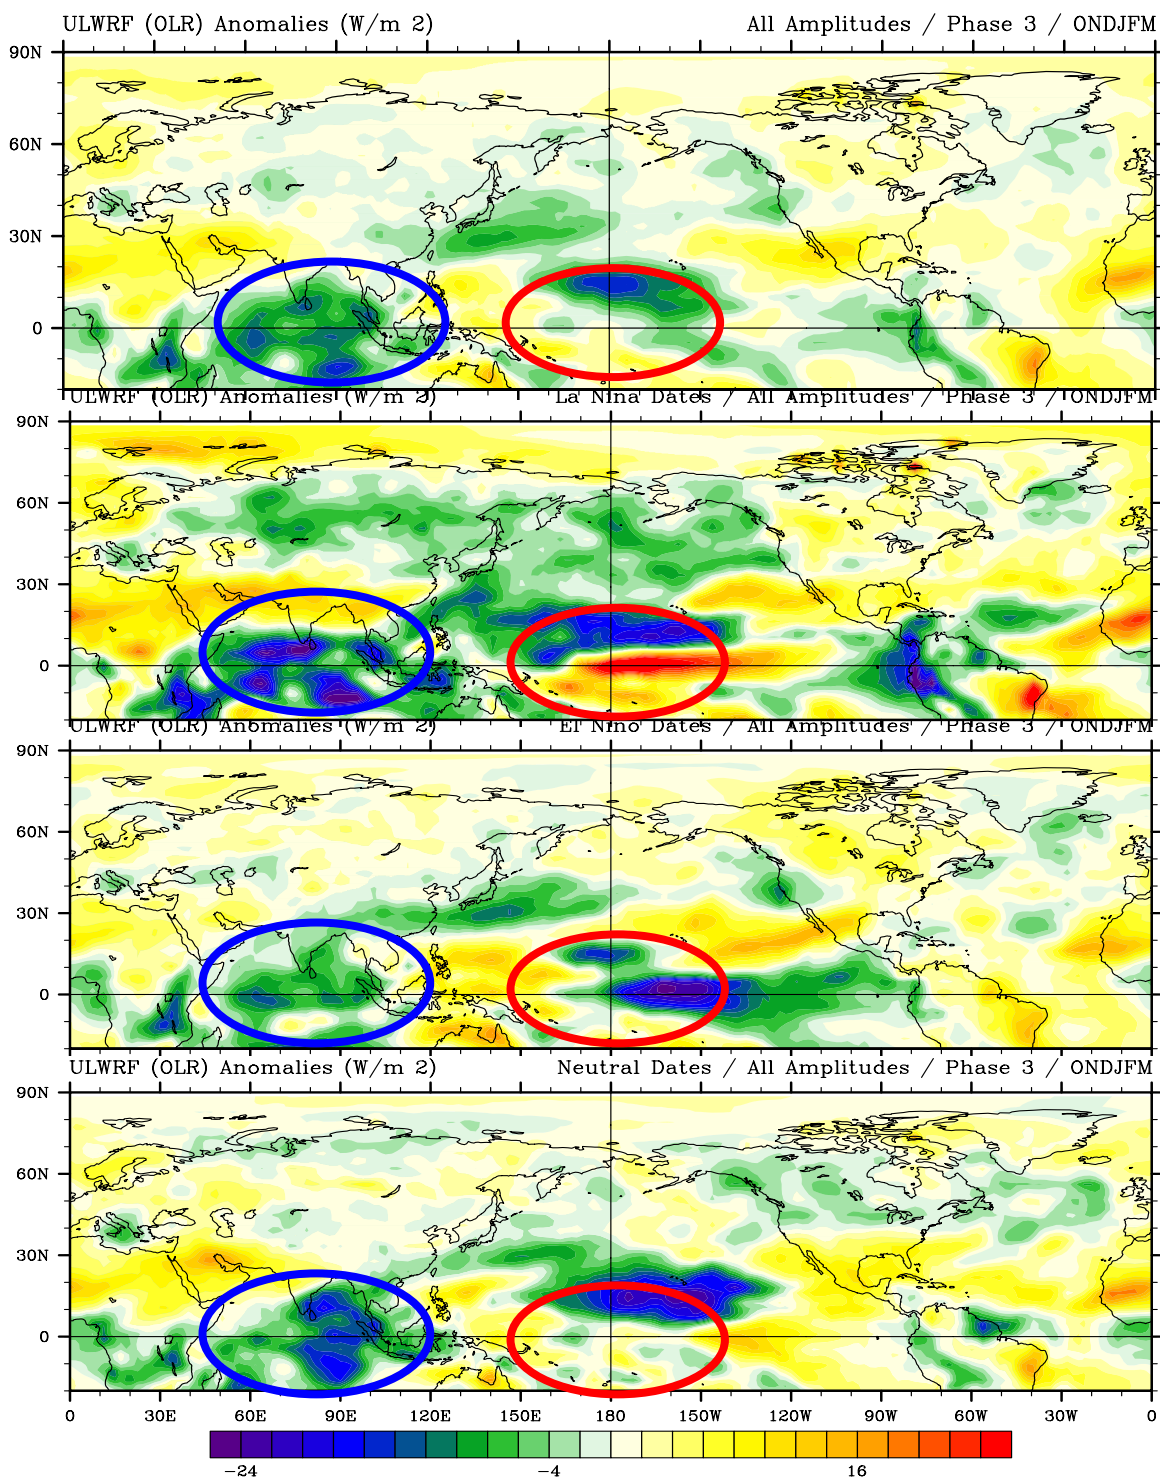 ULWRF (OLR) Anomalies (W/m 2) All Amplitudes / Phase 3 / ONDJFM
90N
60N
30N
0
ULWRF (OLR) Anomalies (W/m 2) La Nina Dates / All Amplitudes / Phase 3 / ONDJFM
90N
60N
30N
0
ULWRF (OLR) Anomalies (W/m 2) El Nino Dates / All Amplitudes / Phase 3 / ONDJFM
90N
60N
30N
0
ULWRF (OLR) Anomalies (W/m 2) Neutral Dates / All Amplitudes / Phase 3 / ONDJFM
90N
60N
30N
0
0 30E 60E 90E 120E 150E 180 150W 120W 90W 60W 30W 0
-24 -4 16